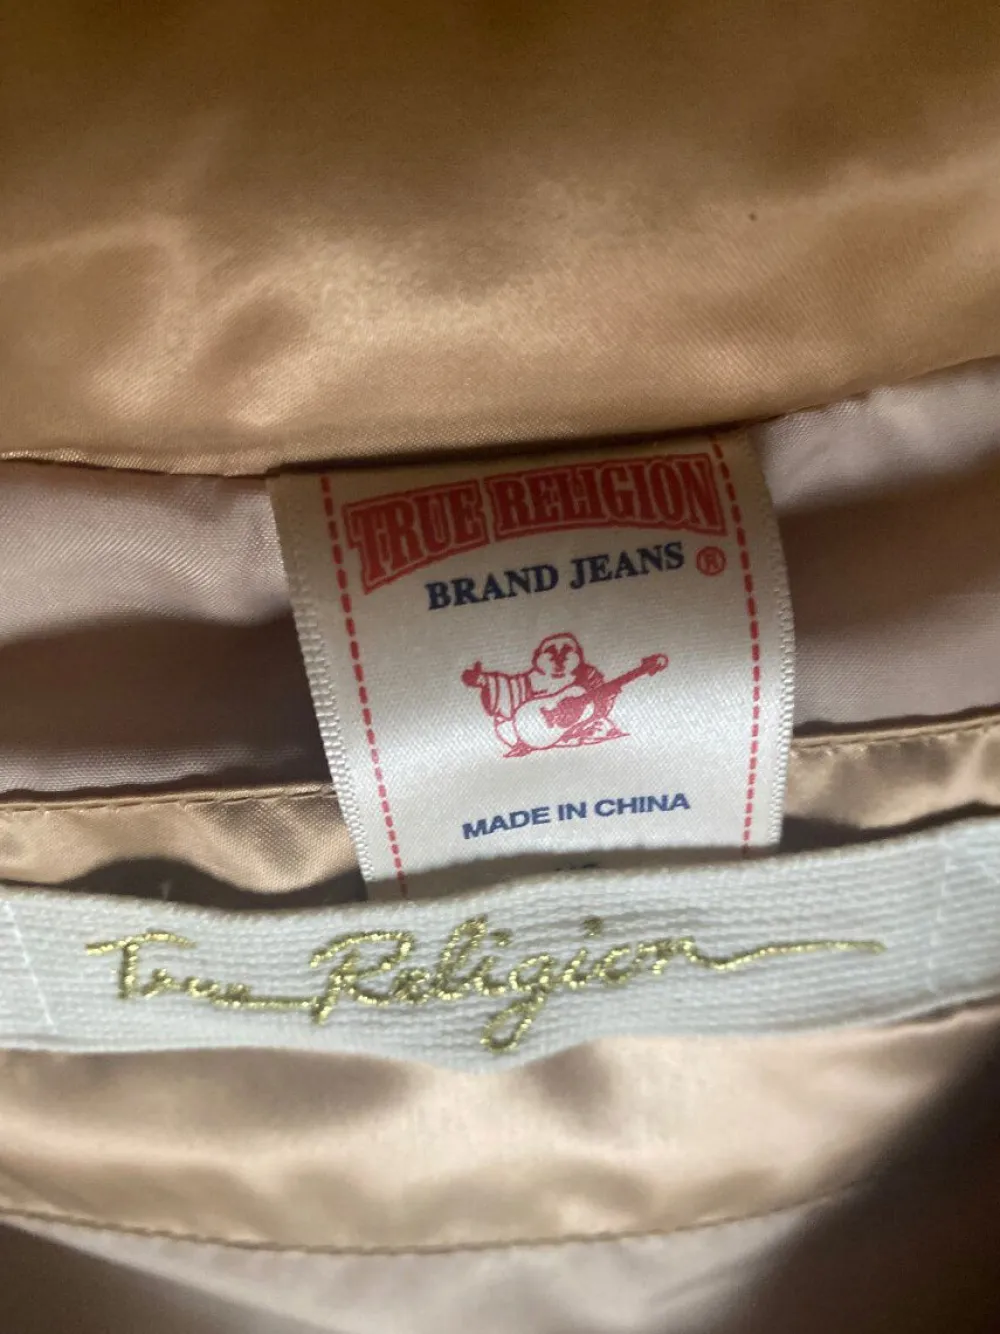 TRUE RELIGION
BRAND JEANS ®
MADE IN CHINA
True Religion